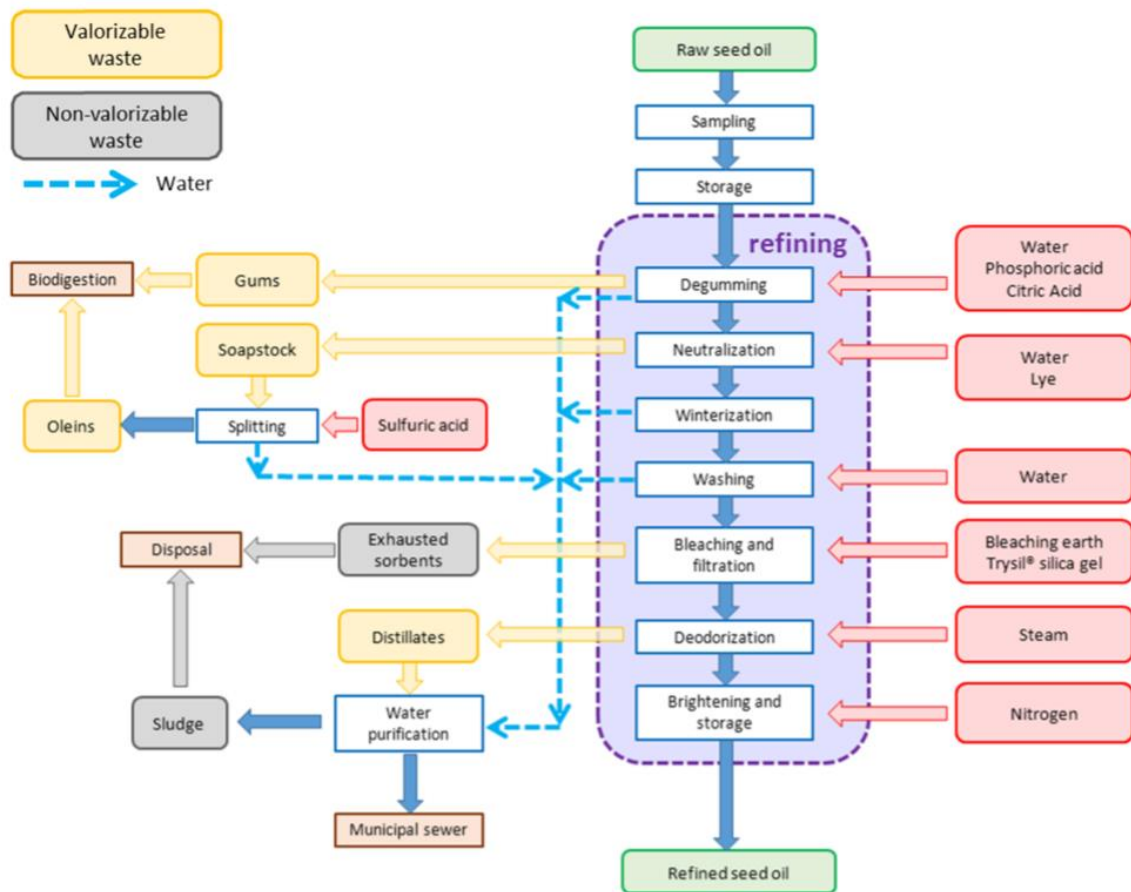 Valorizable
waste
Non-valorizable
waste
Water
Raw seed oil
Sampling
Storage
refining
Water
Phosphoric acid
Citric Acid
Biodigestion
Gums
Degumming
Soapstock
Neutralization
Water
Lye
Oleins
Splitting
Sulfuric acid
Winterization
Washing
Water
Disposal
Exhausted
sorbents
Bleaching and
filtration
Bleaching earth
Trysil® silica gel
Distillates
Deodorization
Steam
Sludge
Water
purification
Brightening and
storage
Nitrogen
Municipal sewer
Refined seed oil